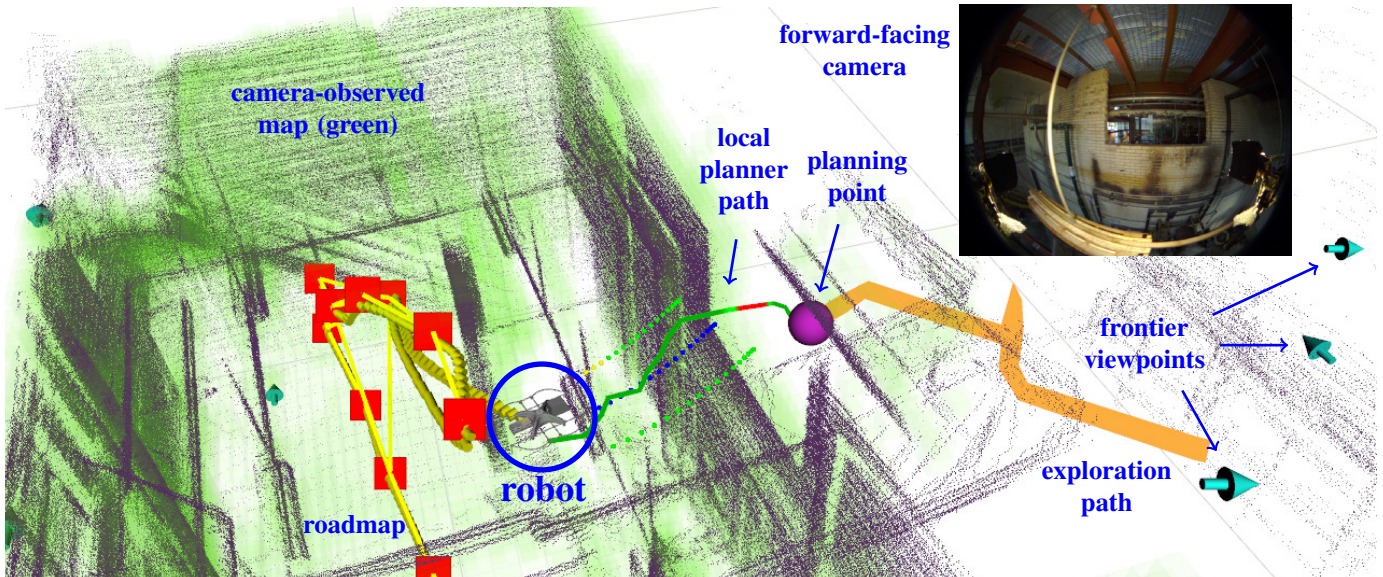 forward-facing
camera
camera-observed
map (green)
local
planner
path
planning
point
frontier
viewpoints
exploration
path
robot
roadmap